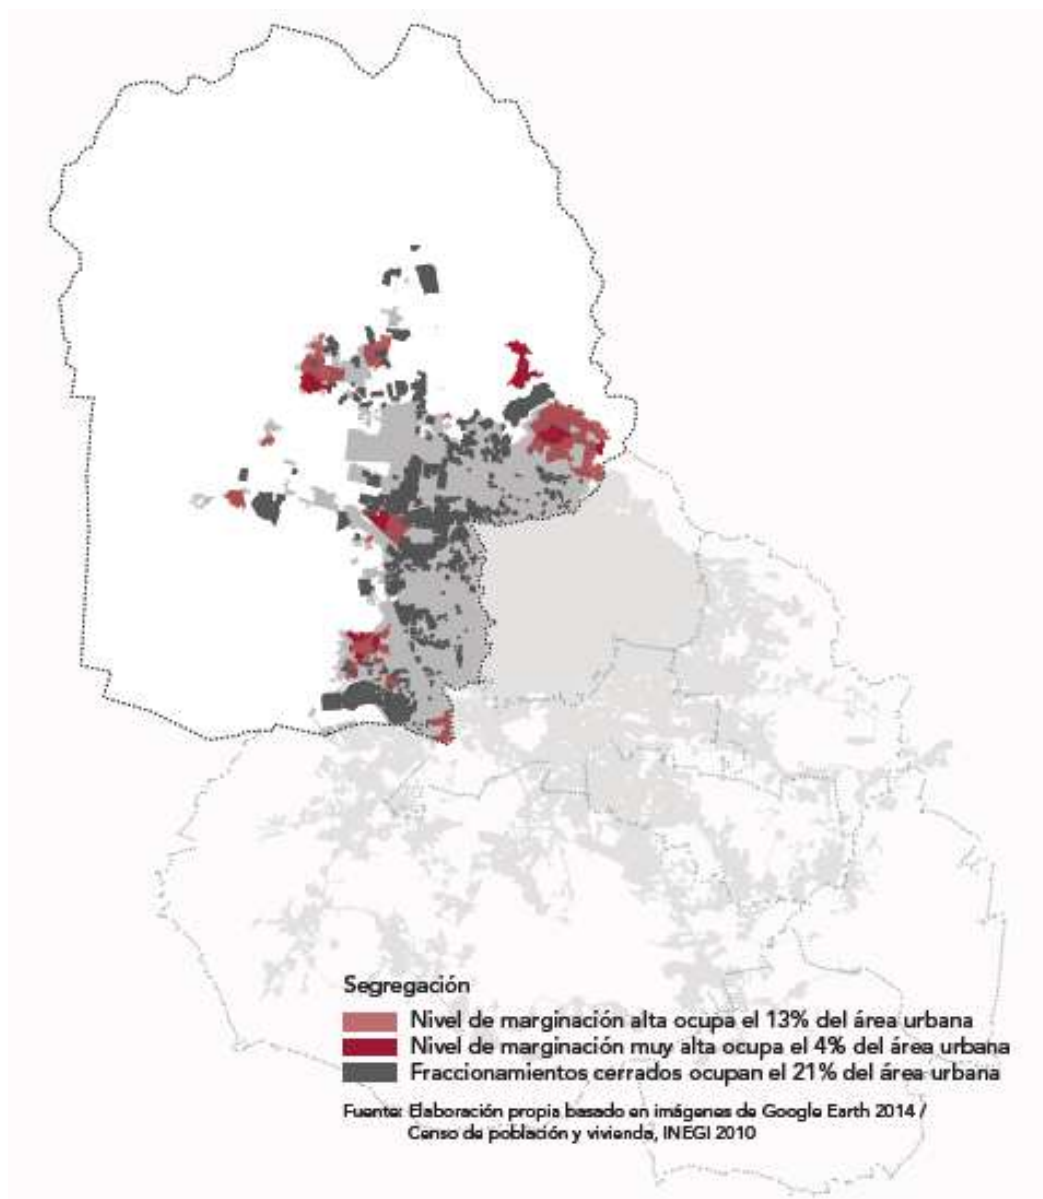 Segregación
Nivel de marginación alta ocupa el 13% del área urbana
Nivel de marginación muy alta ocupa el 4% del área urbana
Fraccionamientos cerrados ocupan el 21% del área urbana
Fuente: Elaboración propia basado en imágenes de Google Earth 2014 /
Censo de población y vivienda, INEGI 2010